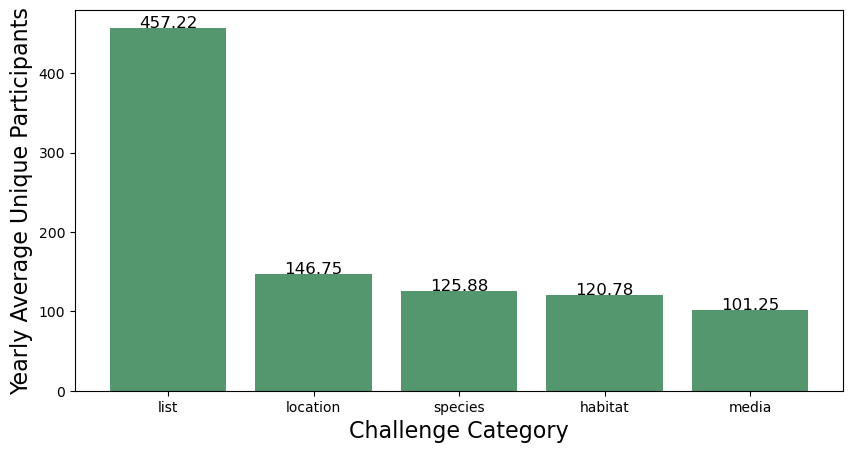 Yearly Average Unique Participants
400
300
200
100
0
457.22
146.75
125.88
120.78
101.25
list
location
species
habitat
media
Challenge Category